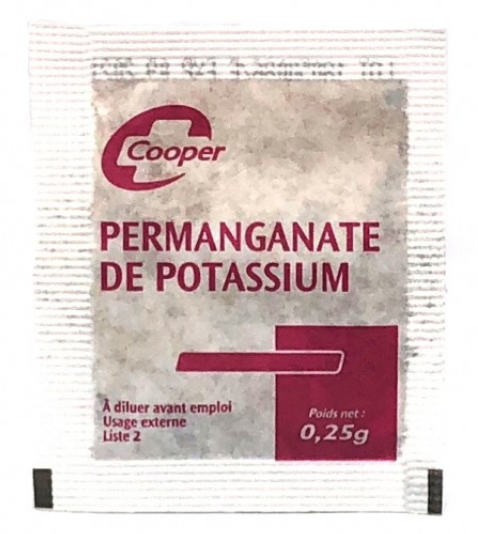 Cooper
PERMANGANATE
DE POTASSIUM
À diluer avant emploi
Usage externe
Liste 2
Poids net :
0,25g